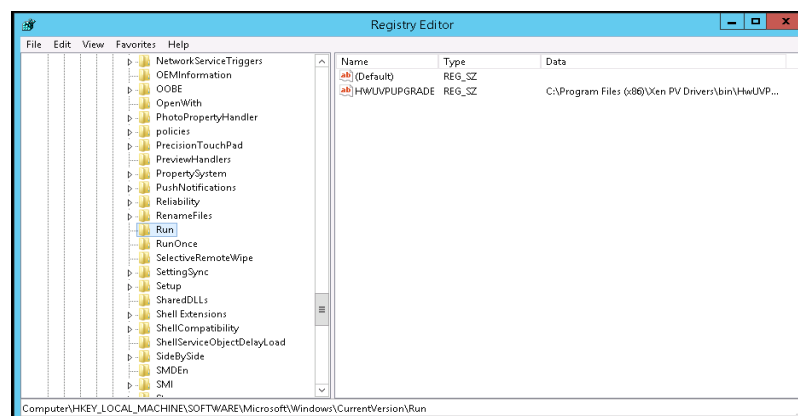 Registry Editor
File Edit View Favorites Help
NetworkServiceTriggers
OEMInformation
OOBE
OpenWith
PhotoPropertyHandler
policies
PrecisionTouchPad
PreviewHandlers
PropertySystem
PushNotifications
Reliability
RenameFiles
Run
RunOnce
SelectiveRemoteWipe
SettingSync
Setup
SharedDLLs
Shell Extensions
ShellCompatibility
ShellServiceObjectDelayLoad
SideBySide
SMDEn
SMI
Name Type Data
ab (Default) REG_SZ
ab HWUVPUPGRADE REG_SZ C:\Program Files (x86)\Xen PV Drivers\bin\HwUVP...
Computer\HKEY_LOCAL_MACHINE\SOFTWARE\Microsoft\Windows\CurrentVersion\Run